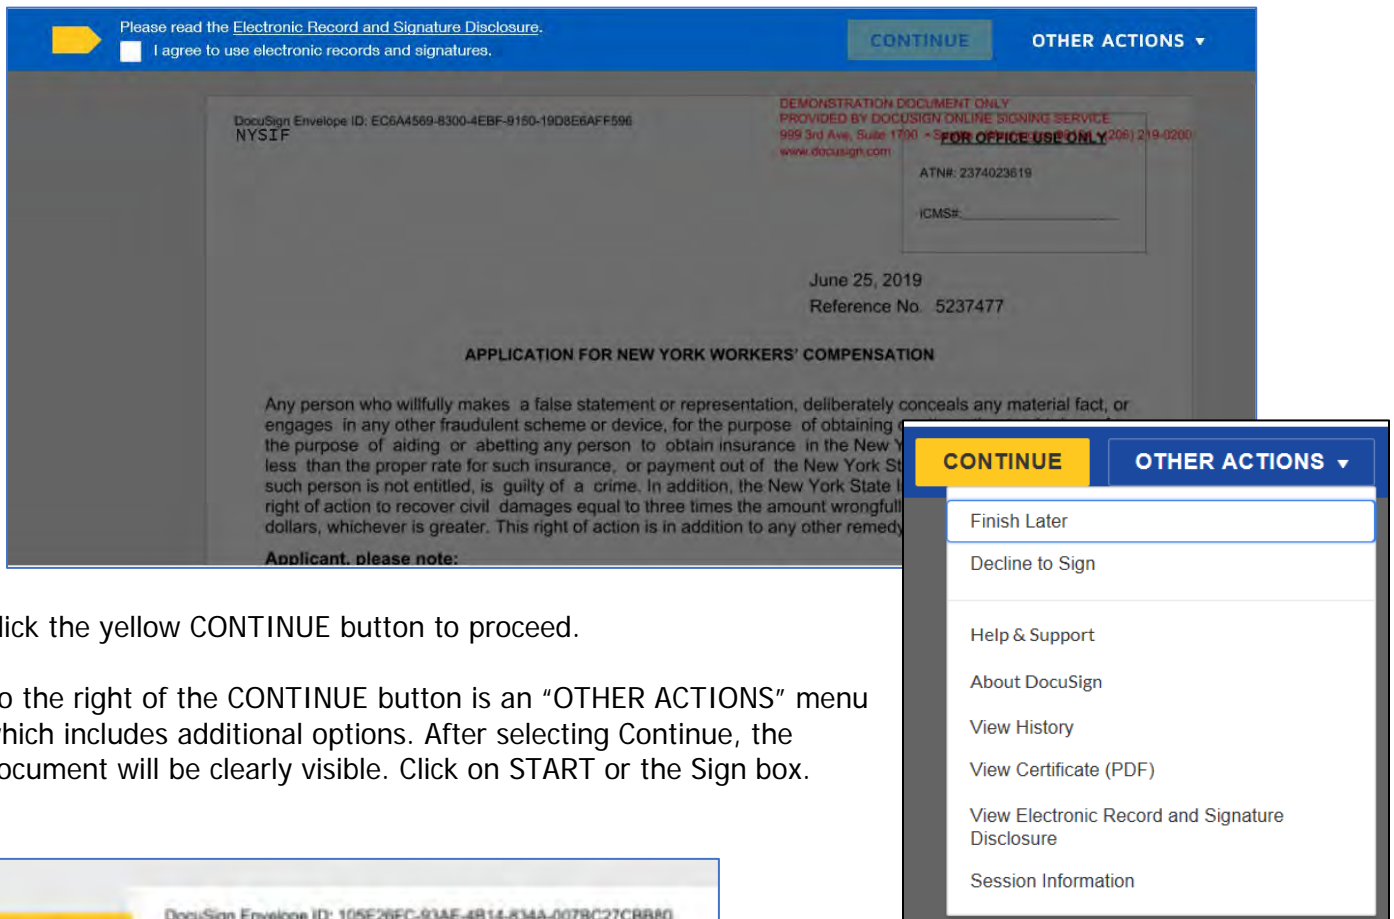 Please read the Electronic Record and Signature Disclosure.
I agree to use electronic records and signatures.
CONTINUE
OTHER ACTIONS
DocuSign Envelope ID: EC6A4569-8300-4EBF-9150-19D8E6AFF596
NYSIF
DEMONSTRATION DOCUMENT ONLY
PROVIDED BY DOCUSIGN ONLINE SIGNING SERVICE
999 3rd Ave, Suite 1700 • (206) 219-0200
www.docusign.com
FOR OFFICE USE ONLY
ATN#: 2374023619
ICMS#:
June 25, 2019
Reference No. 5237477
APPLICATION FOR NEW YORK WORKERS' COMPENSATION
Any person who willfully makes a false statement or representation, deliberately conceals any material fact, or
engages in any other fraudulent scheme or device, for the purpose of obtaining
the purpose of aiding or abetting any person to obtain insurance in the New Y
less than the proper rate for such insurance, or payment out of the New York St
such person is not entitled, is guilty of a crime. In addition, the New York State
right of action to recover civil damages equal to three times the amount wrongfull
dollars, whichever is greater. This right of action is in addition to any other remedy
Applicant, please note:
CONTINUE
OTHER ACTIONS
Finish Later
Decline to Sign
Help & Support
About DocuSign
View History
View Certificate (PDF)
View Electronic Record and Signature
Disclosure
Session Information
lick the yellow CONTINUE button to proceed.
o the right of the CONTINUE button is an “OTHER ACTIONS” menu
which includes additional options. After selecting Continue, the
ocument will be clearly visible. Click on START or the Sign box.
DocuSign Envelope ID: 105E26EC-93AE-4B14-834A-007BC27CBB80